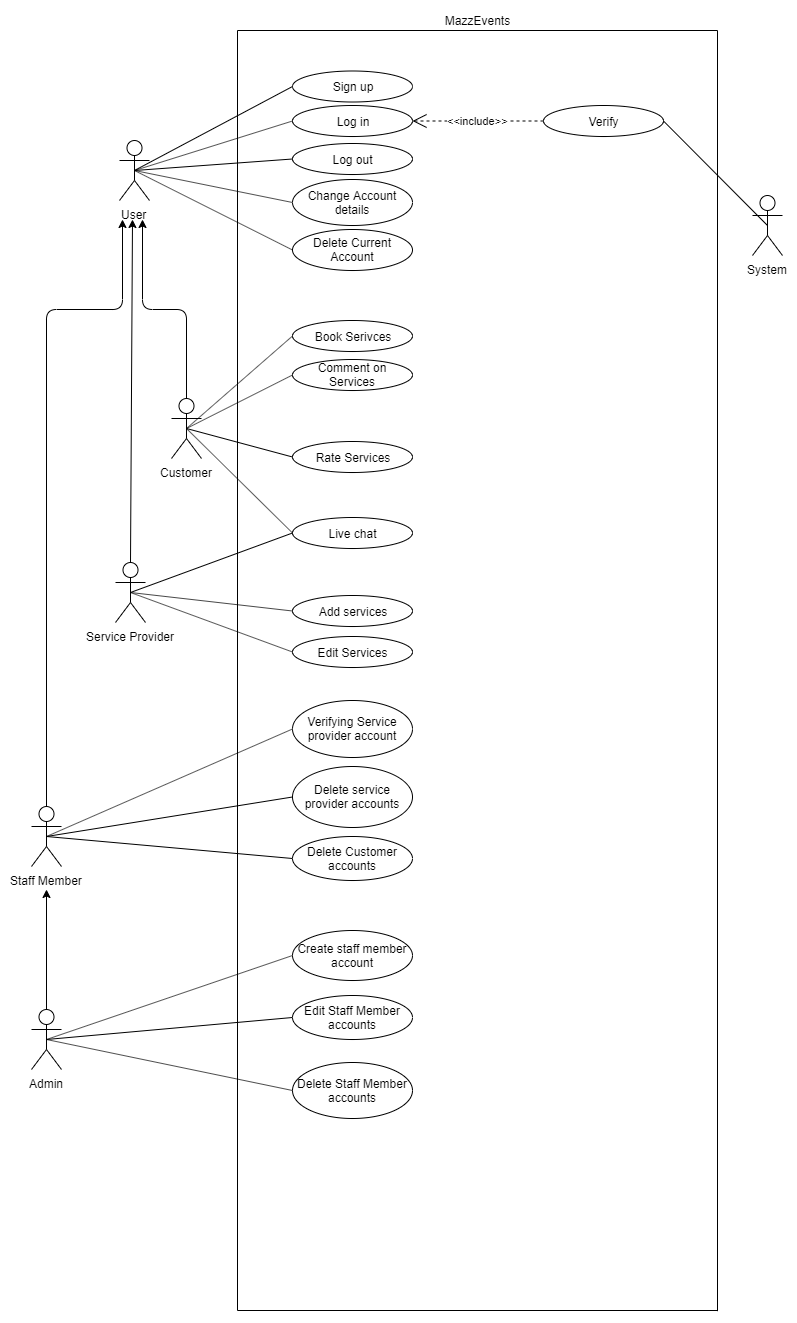 MazzEvents
Sign up
Log in
<<include>>
Verify
Log out
User
Change Account
details
Delete Current
Account
System
Book Serivces
Comment on
Services
Customer
Rate Services
Live chat
Service Provider
Add services
Edit Services
Verifying Service
provider account
Delete service
provider accounts
Delete Customer
accounts
Staff Member
Create staff member
account
Edit Staff Member
accounts
Admin
Delete Staff Member
accounts